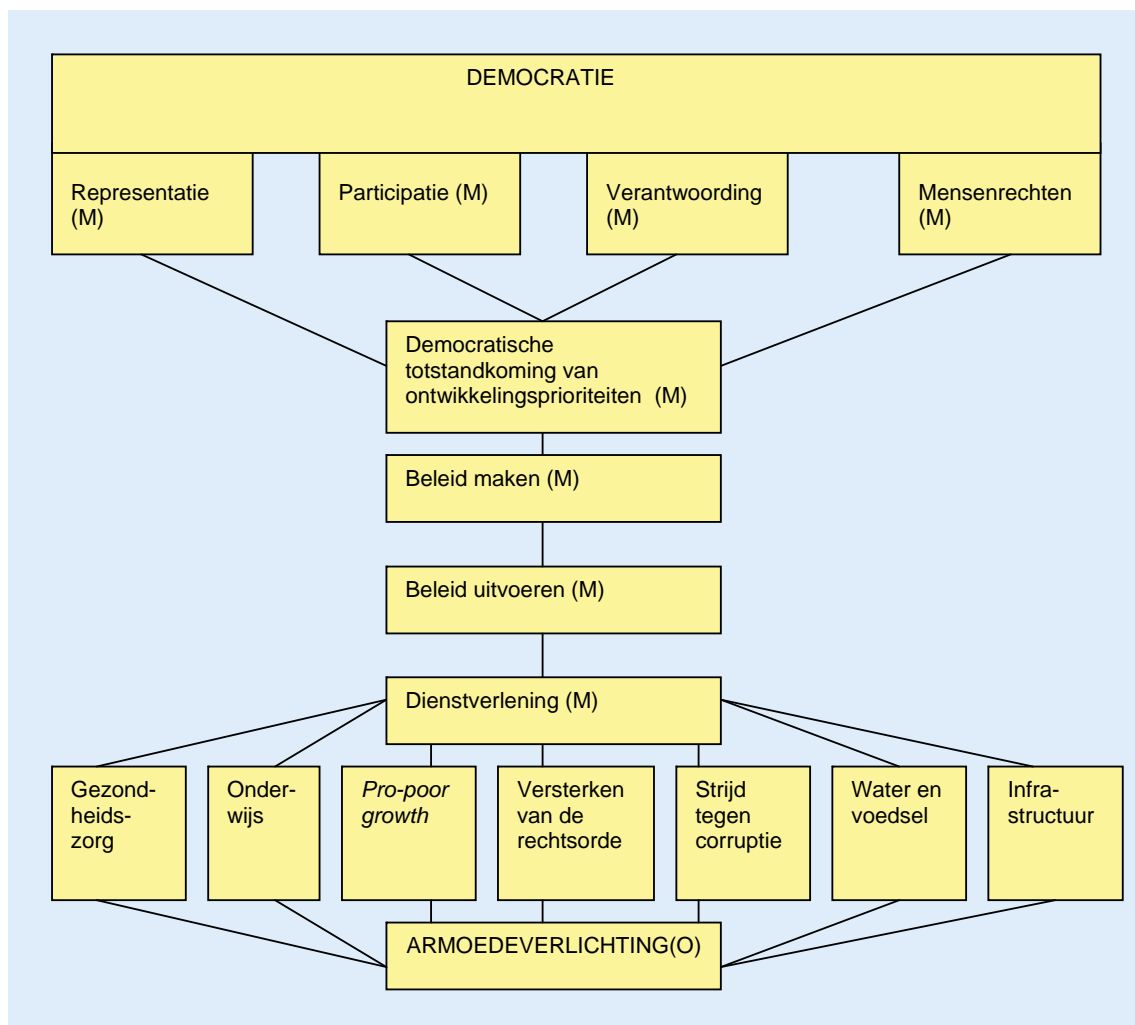 DEMOCRATIE
Representatie
(M)
Participatie (M)
Verantwoording
(M)
Mensenrechten
(M)
Democratische
totstandkoming van
ontwikkelingsprioriteiten (M)
Beleid maken (M)
Beleid uitvoeren (M)
Dienstverlening (M)
Gezond-
heids-
zorg
Onder-
wijs
Pro-poor
growth
Versterken
van de
rechtsorde
Strijd
tegen
corruptie
Water en
voedsel
Infra-
structuur
ARMOEDEVERLICHTING(O)